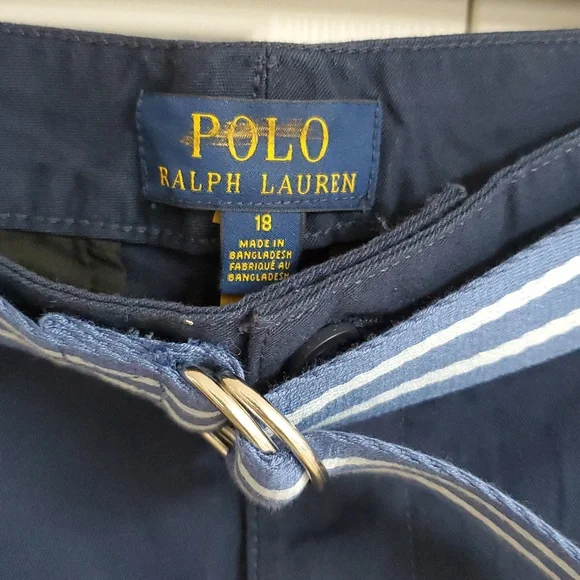 POLO
RALPH LAUREN
18
MADE IN
BANGLADESH
FABRIQUÉ AU
BANGLADESH